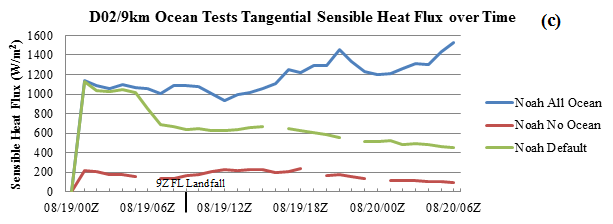 D02/9km Ocean Tests Tangential Sensible Heat Flux over Time
(c)
Sensible Heat Flux (W/m²)
1600
1400
1200
1000
800
600
400
200
0
9Z FL Landfall
08/19/00Z 08/19/06Z 08/19/12Z 08/19/18Z 08/20/00Z 08/20/06Z
Noah All Ocean
Noah No Ocean
Noah Default